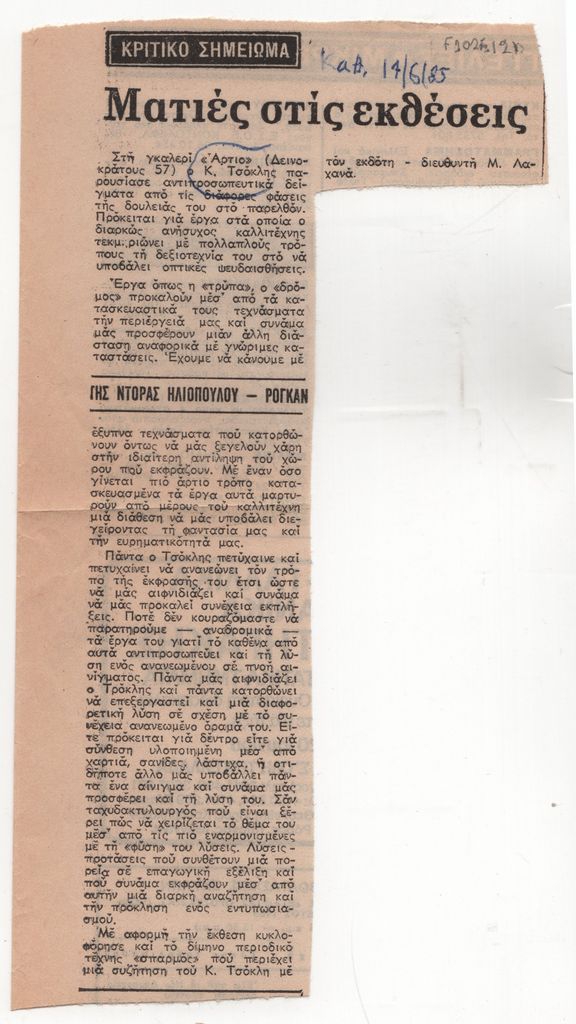 ΚΡΙΤΙΚΟ ΣΗΜΕΙΩΜΑ
Καθ. 14/6/85
Ματιές στίς εκθέσεις
Στή γκαλερί «Άρτιο» (Δεινο-
κράτους 57) ο Κ. Τσόκλης πα-
ρουσίασε αντιπροσωπευτικά δεί-
γματα από τίς διάφορες φάσεις
τής δουλειάς του στό παρελθόν.
Πρόκειται γιά έργα στά οποία ο
διαρκώς ανήσυχος καλλιτέχνης
τεκμηριώνει μέ πολλαπλούς τρό-
πους τή δεξιοτεχνία του στό νά
υποβάλει οπτικές ψευδαισθήσεις.
Έργα όπως η «τρύπα», ο «δρό-
μος» προκαλούν μέσ' από τά κα-
τασκευαστικά τους τεχνάσματα
τήν περιέργειά μας καί συνάμα
μάς προσφέρουν μιάν άλλη διά-
σταση αναφορικά μέ γνώριμες κα-
ταστάσεις. Έχουμε νά κάνουμε μέ
ΤΗΣ ΝΤΟΡΑΣ ΗΛΙΟΠΟΥΛΟΥ – ΡΟΓΚΑΝ
έξυπνα τεχνάσματα πού κατορθώ-
νουν όντως νά μάς ξεγελούν χάρη
στήν ιδιαίτερη αντίληψη τού χώ-
ρου πού εκφράζουν. Μέ έναν όσο
γίνεται πιό άρτιο τρόπο κατα-
σκευασμένα τά έργα αυτά μαρτυ-
ρούν από μέρους τού καλλιτέχνη
μιά διάθεση νά μάς υποβάλει διε-
γείροντας τή φαντασία μας καί
τήν ευρηματικότητά μας.
Πάντα ο Τσόκλης πετύχαινε καί
πετυχαίνει νά ανανεώνει τόν τρό-
πο τής έκφρασής του έτσι ώστε
νά μάς αιφνιδιάζει καί συνάμα
νά μάς προκαλεί συνέχεια εκπλή-
ξεις. Ποτέ δέν κουραζόμαστε νά
παρατηρούμε — αναδρομικά —
τά έργα του γιατί τό καθένα από
αυτά αντιπροσωπεύει καί τή λύ-
ση ενός ανανεωμένου σέ πνοή αι-
νίγματος. Πάντα μάς αιφνιδιάζει
ο Τρόκλης καί πάντα κατορθώνει
νά επεξεργαστεί καί μιά διαφο-
ρετική λύση σέ σχέση μέ τό συ-
νέχεια ανανεωμένο όραμά του. Εί-
τε πρόκειται γιά δέντρο είτε γιά
σύνθεση υλοποιημένη μέσ' από
χαρτιά, σανίδες, λάστιχα, ή οτι-
δήποτε άλλο μάς υποβάλλει πάν-
τα ένα αίνιγμα καί συνάμα μάς
προσφέρει καί τή λύση του. Σάν
ταχυδακτυλουργός πού είναι ξέ-
ρει πώς νά χειρίζεται τό θέμα του
μέσ' από τίς πιό εναρμονισμένες
μέ τή «φύση» του λύσεις. Λύσεις -
προτάσεις πού συνθέτουν μιά πο-
ρεία σέ επαγωγική εξέλιξη καί
πού συνάμα εκφράζουν μέσ' από
αυτήν μιά διαρκή αναζήτηση καί
τήν πρόκληση ενός εντυπωσια-
σμού.
Μέ αφορμή τήν έκθεση κυκλο-
φόρησε καί τό δίμηνο περιοδικό
τέχνης «σπαρμός» πού περιέχει
μιά συζήτηση τού Κ. Τσόκλη μέ
τόν εκδότη - διευθυντή Μ. Λα-
χανά.